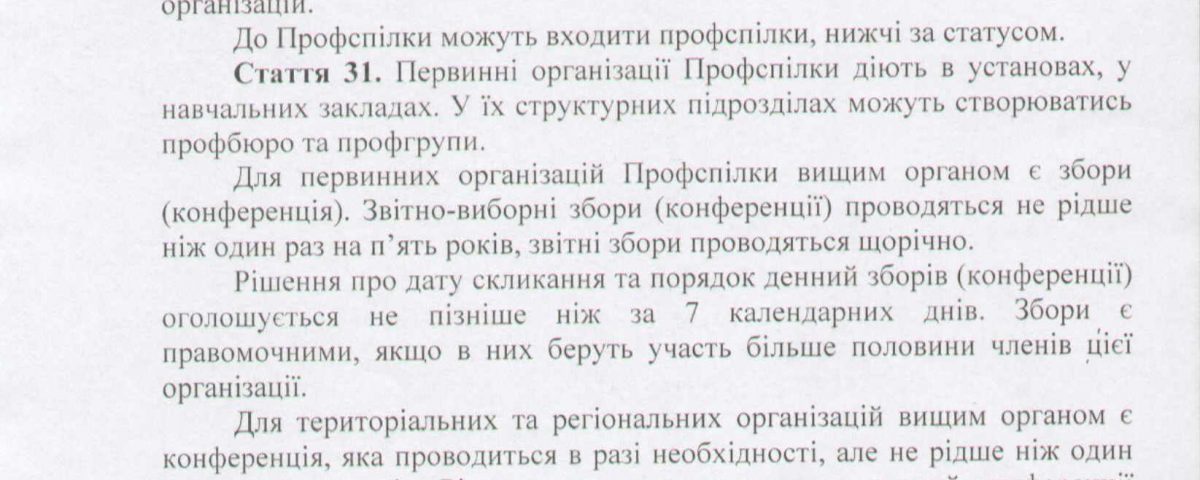 організацій.
До Профспілки можуть входити профспілки, нижчі за статусом.
Стаття 31. Первинні організації Профспілки діють в установах, у
навчальних закладах. У їх структурних підрозділах можуть створюватись
профбюро та профгрупи.
Для первинних організацій Профспілки вищим органом є збори
(конференція). Звітно-виборні збори (конференції) проводяться не рідше
ніж один раз на п’ять років, звітні збори проводяться щорічно.
Рішення про дату скликання та порядок денний зборів (конференції)
оголошується не пізніше ніж за 7 календарних днів. Збори є
правомочними, якщо в них беруть участь більше половини членів цієї
організації.
Для територіальних та регіональних організацій вищим органом є
конференція, яка проводиться в разі необхідності, але не рідше ніж один